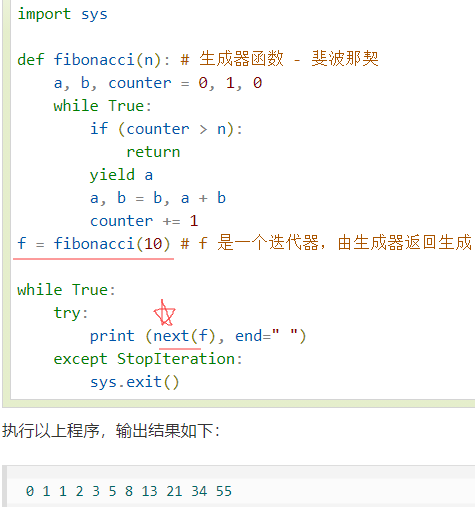 import sys
def fibonacci(n): # 生成器函数 - 斐波那契
    a, b, counter = 0, 1, 0
    while True:
        if (counter > n):
            return
        yield a
        a, b = b, a + b
        counter += 1
f = fibonacci(10) # f 是一个迭代器，由生成器返回生成
while True:
    try:
        print (next(f), end=" ")
    except StopIteration:
        sys.exit()
执行以上程序，输出结果如下：
0 1 1 2 3 5 8 13 21 34 55